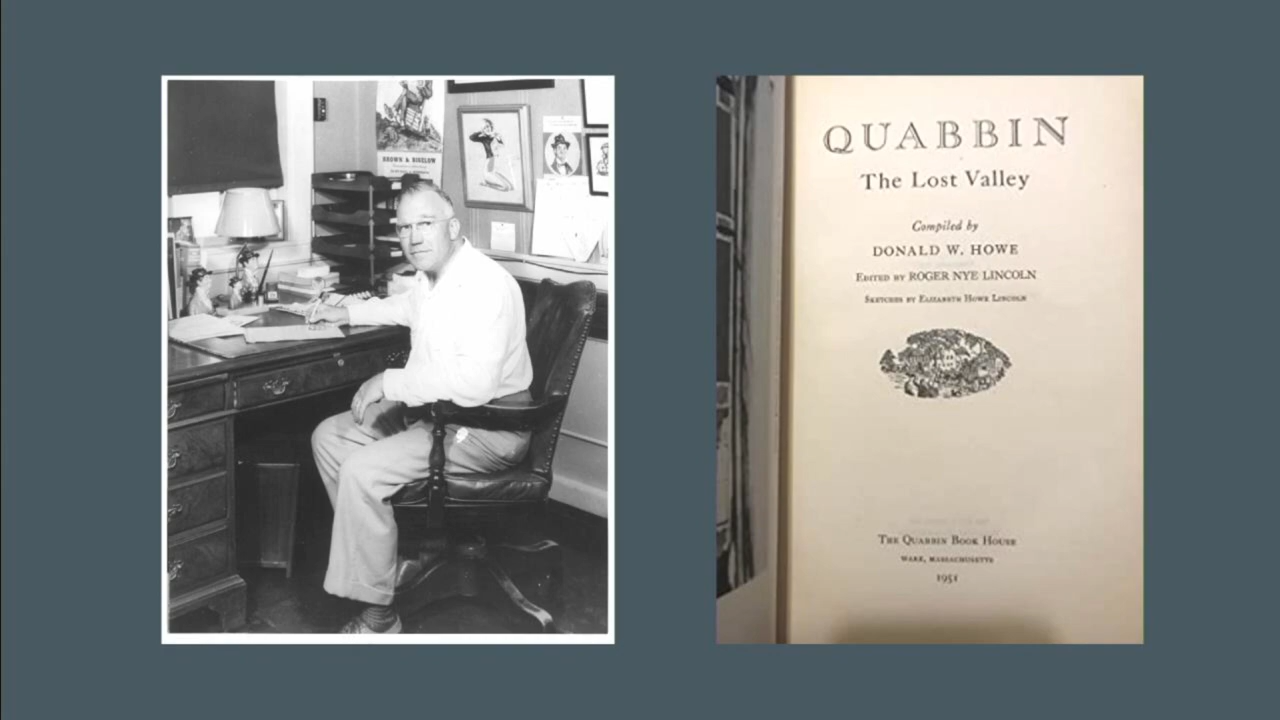 BROWN & BIGELOW
QUABBIN
The Lost Valley
Compiled by
DONALD W. HOWE
EDITED BY ROGER NYE LINCOLN
SKETCHES BY ELIZABETH HOWE LINCOLN
THE QUABBIN BOOK HOUSE
WARE, MASSACHUSETTS
1951